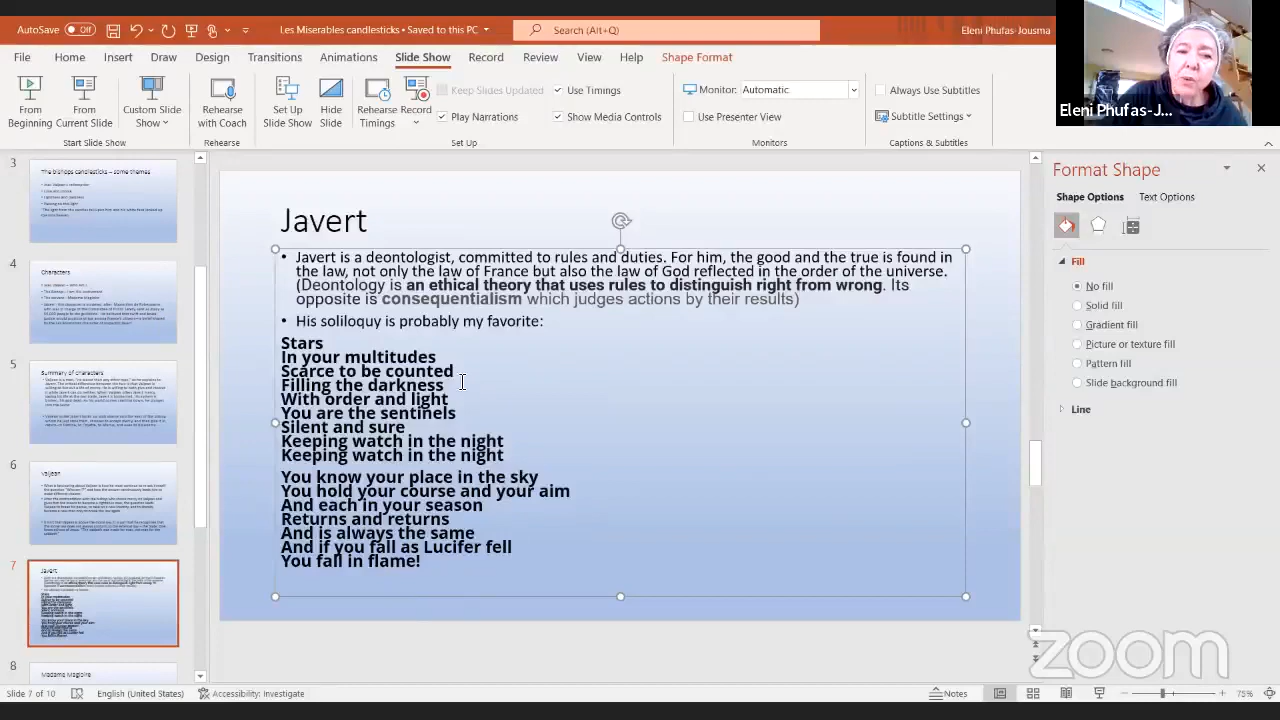 AutoSave Off
Les Miserables candlesticks • Saved to this PC
Search (Alt+Q)
Eleni Phufas-Jousma
File Home Insert Draw Design Transitions Animations Slide Show Record Review View Help Shape Format
From Beginning
From Current Slide
Custom Slide Show
Rehearse with Coach
Set Up Slide Show
Hide Slide
Rehearse Timings
Record
Keep Slides Updated
Use Timings
Play Narrations
Show Media Controls
Monitor: Automatic
Use Presenter View
Always Use Subtitles
Subtitle Settings
Start Slide Show
Rehearse
Set Up
Monitors
Captions & Subtitles
Eleni Phufas-J...
3
4
Characters
5
Summary of characters
6
Valjean
7
Javert
8
Madame Magloire
Javert
• Javert is a deontologist, committed to rules and duties. For him, the good and the true is found in
the law, not only the law of France but also the law of God reflected in the order of the universe.
(Deontology is an ethical theory that uses rules to distinguish right from wrong. Its
opposite is consequentialism which judges actions by their results)
• His soliloquy is probably my favorite:
Stars
In your multitudes
Scarce to be counted
Filling the darkness
With order and light
You are the sentinels
Silent and sure
Keeping watch in the night
Keeping watch in the night
You know your place in the sky
You hold your course and your aim
And each in your season
Returns and returns
And is always the same
And if you fall as Lucifer fell
You fall in flame!
Format Shape
Shape Options Text Options
Fill
No fill
Solid fill
Gradient fill
Picture or texture fill
Pattern fill
Slide background fill
Line
zoom
Slide 7 of 10
English (United States)
Accessibility: Investigate
Notes
75%